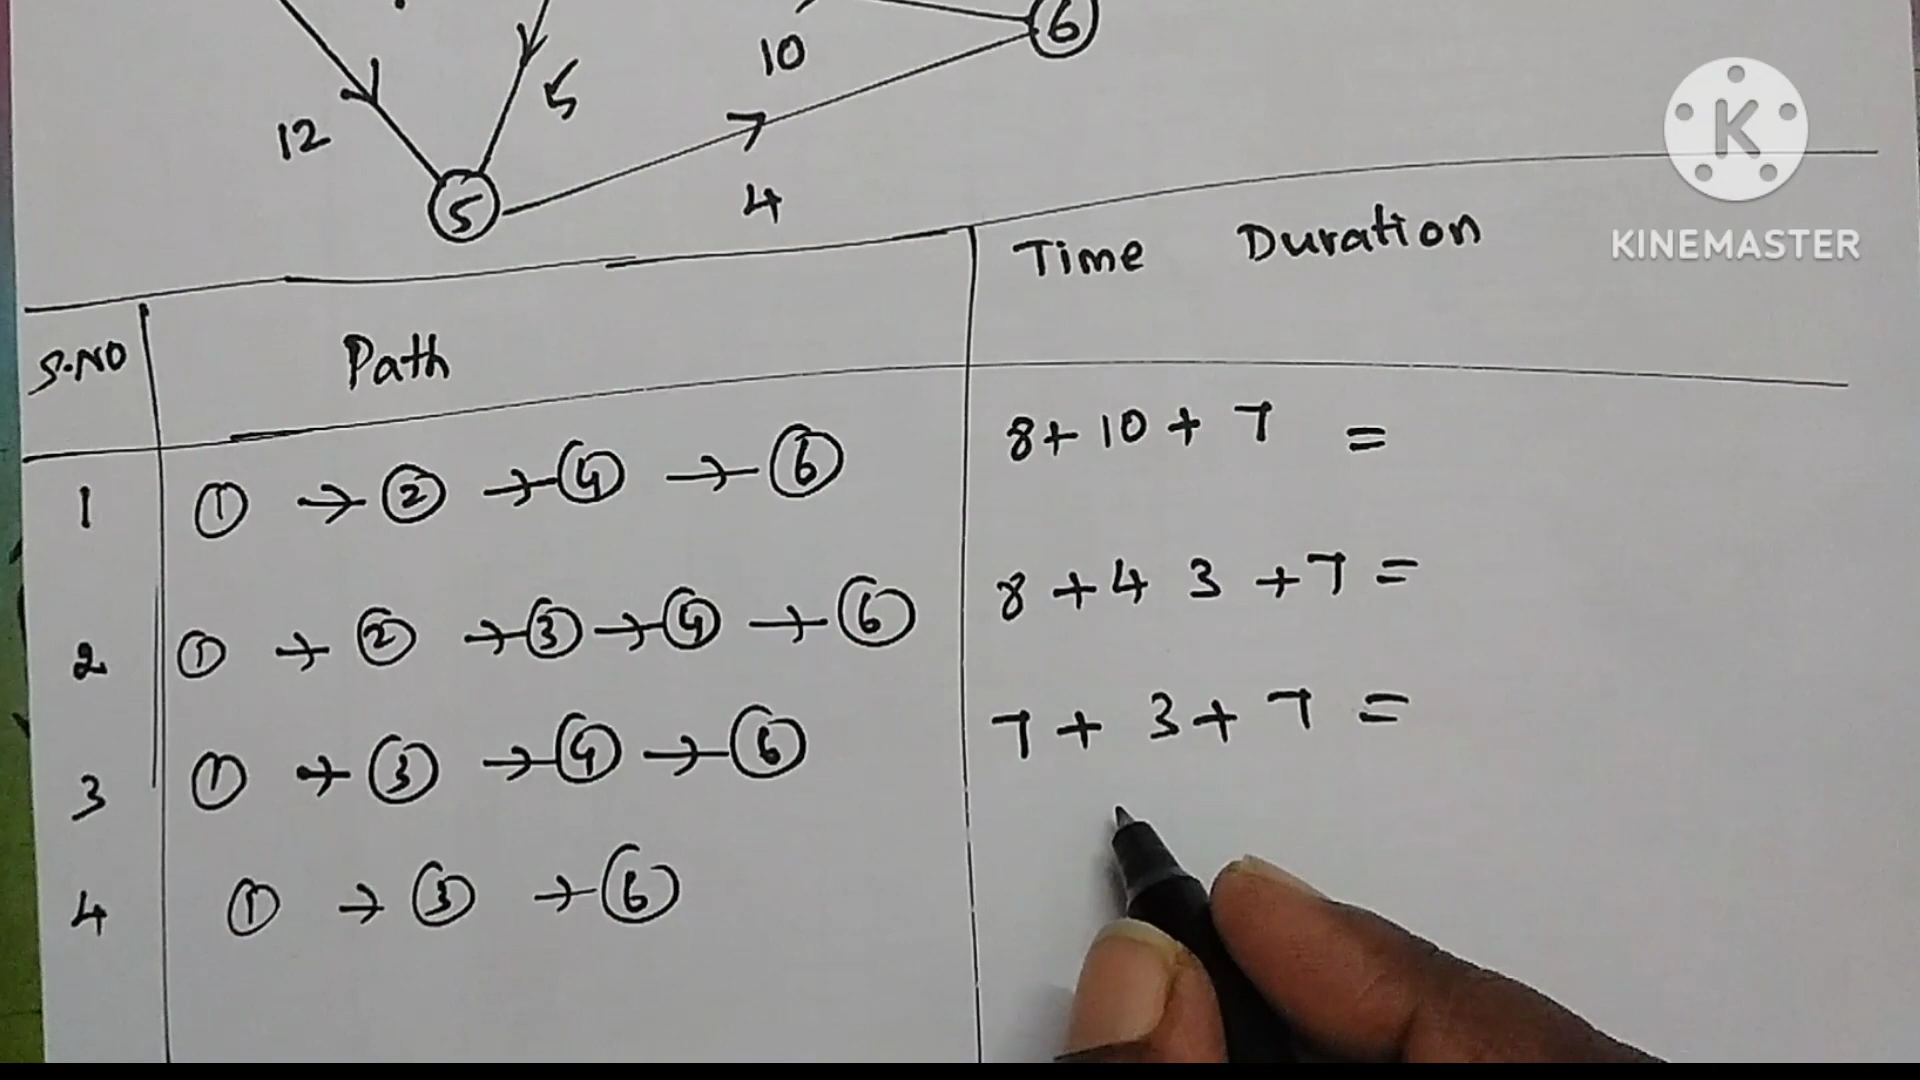 6
10
5
12
5
4
K
KINEMASTER
Time Duration
S.NO Path
1 1 → 2 → 4 → 6 8+10+7 =
2 1 → 2 → 3 → 4 → 6 8+4 3+7=
3 1 → 3 → 4 → 6 7+3+7=
4 1 → 3 → 6